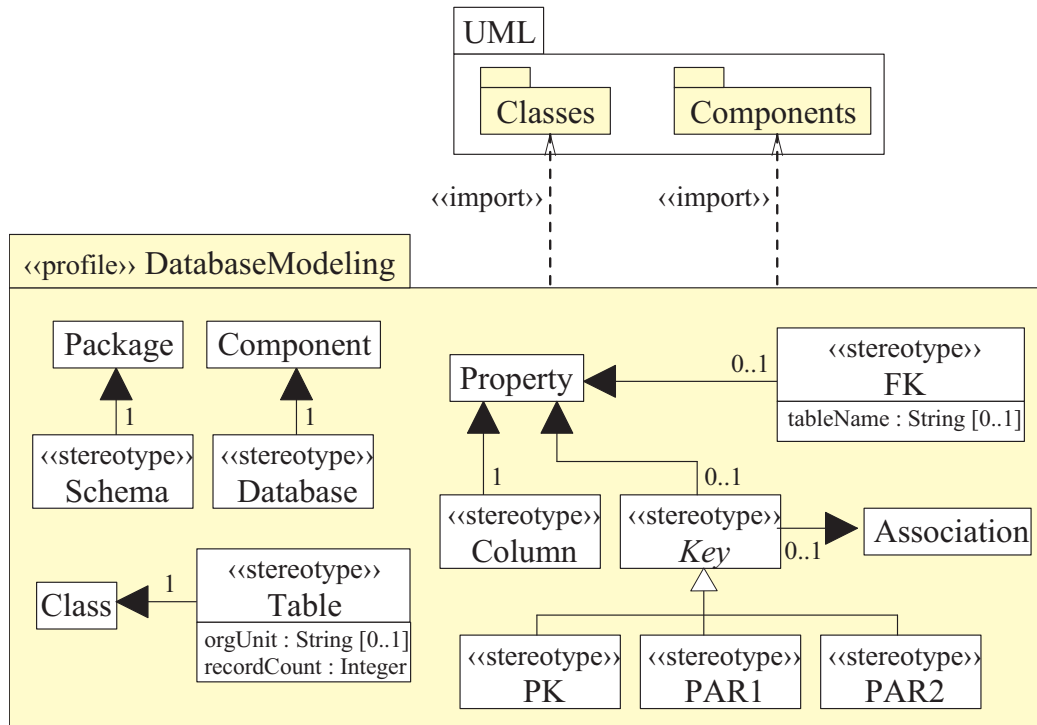 UML
Classes
Components
‹‹import››
‹‹import››
‹‹profile›› DatabaseModeling
Package
Component
1
1
‹‹stereotype››
Schema
‹‹stereotype››
Database
Class
1
‹‹stereotype››
Table
orgUnit : String [0..1]
recordCount : Integer
Property
0..1
‹‹stereotype››
FK
tableName : String [0..1]
1
0..1
‹‹stereotype››
Column
‹‹stereotype››
Key
0..1
Association
‹‹stereotype››
PK
‹‹stereotype››
PAR1
‹‹stereotype››
PAR2